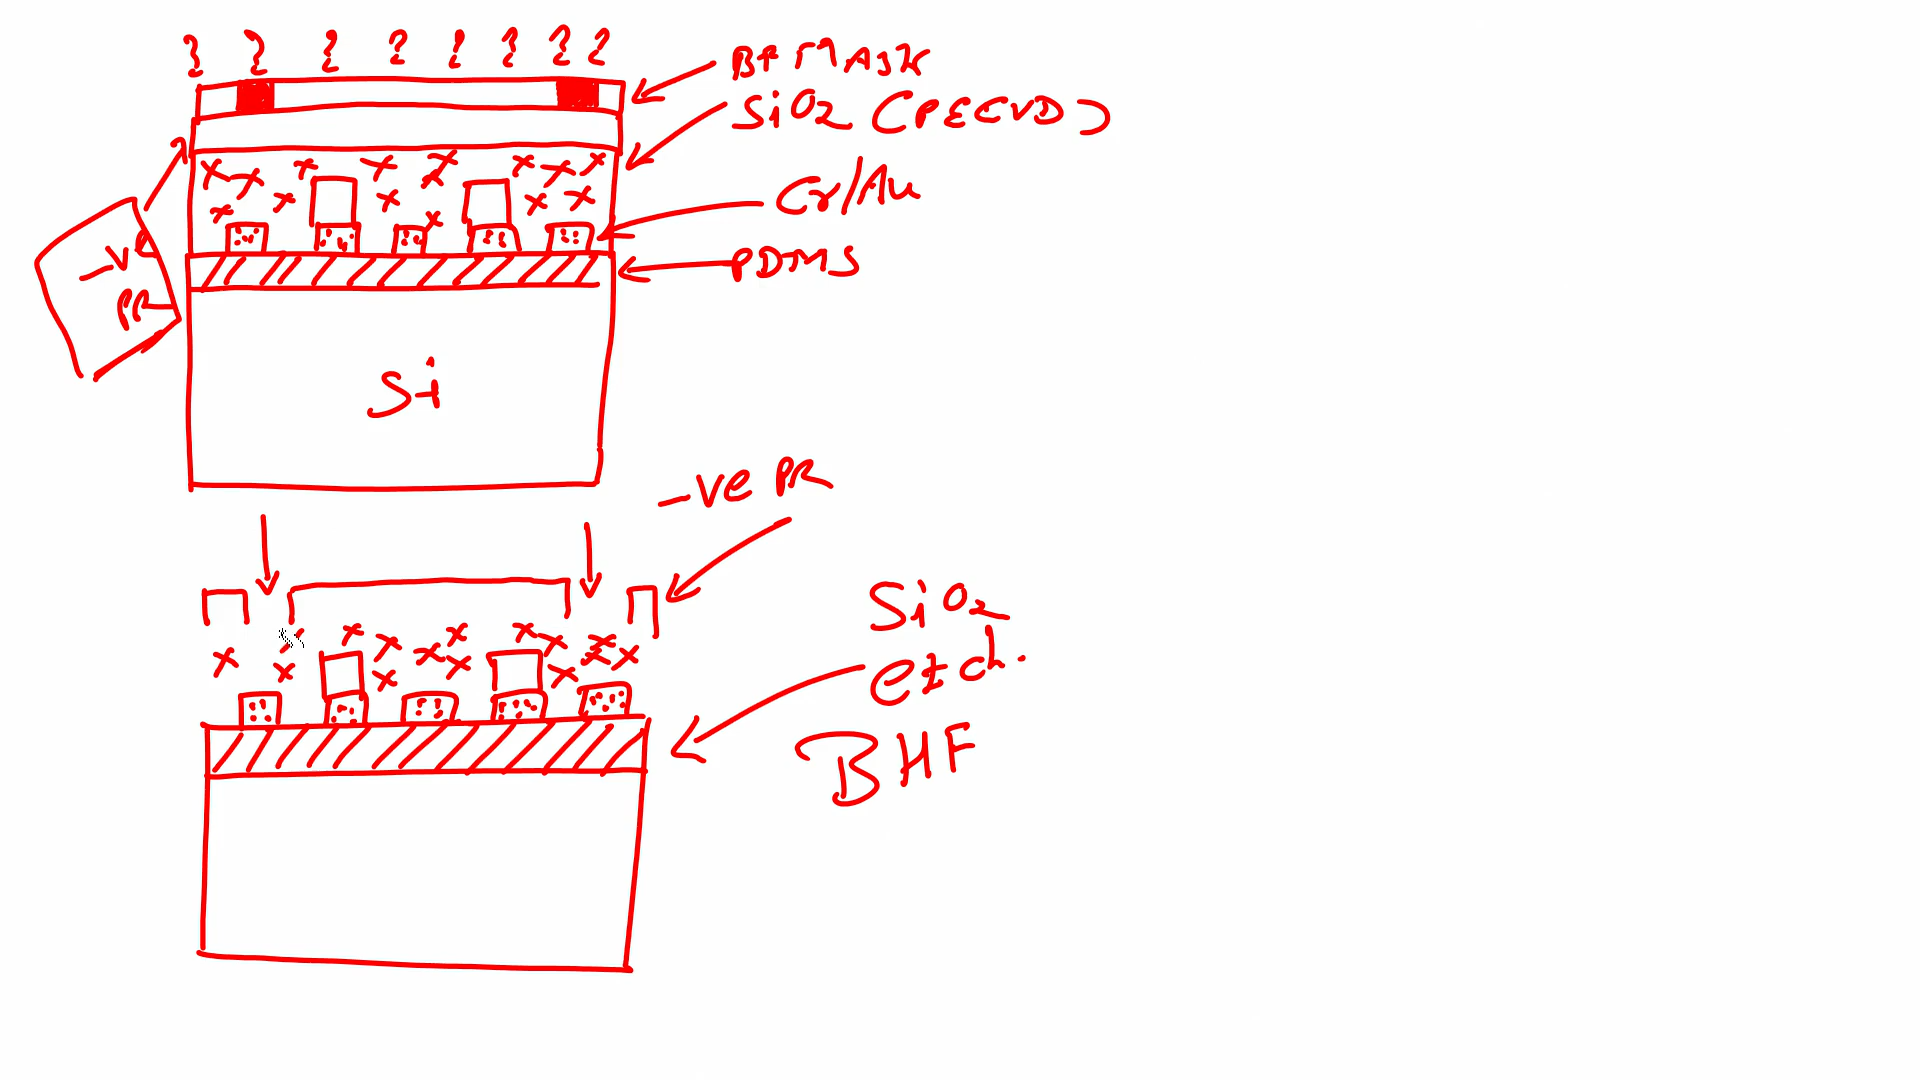 BF MASK
SiO2 (PECVD)
Cr/Au
PDMS
-ve
PR
Si
-ve PR
SiO2
etch.
BHF